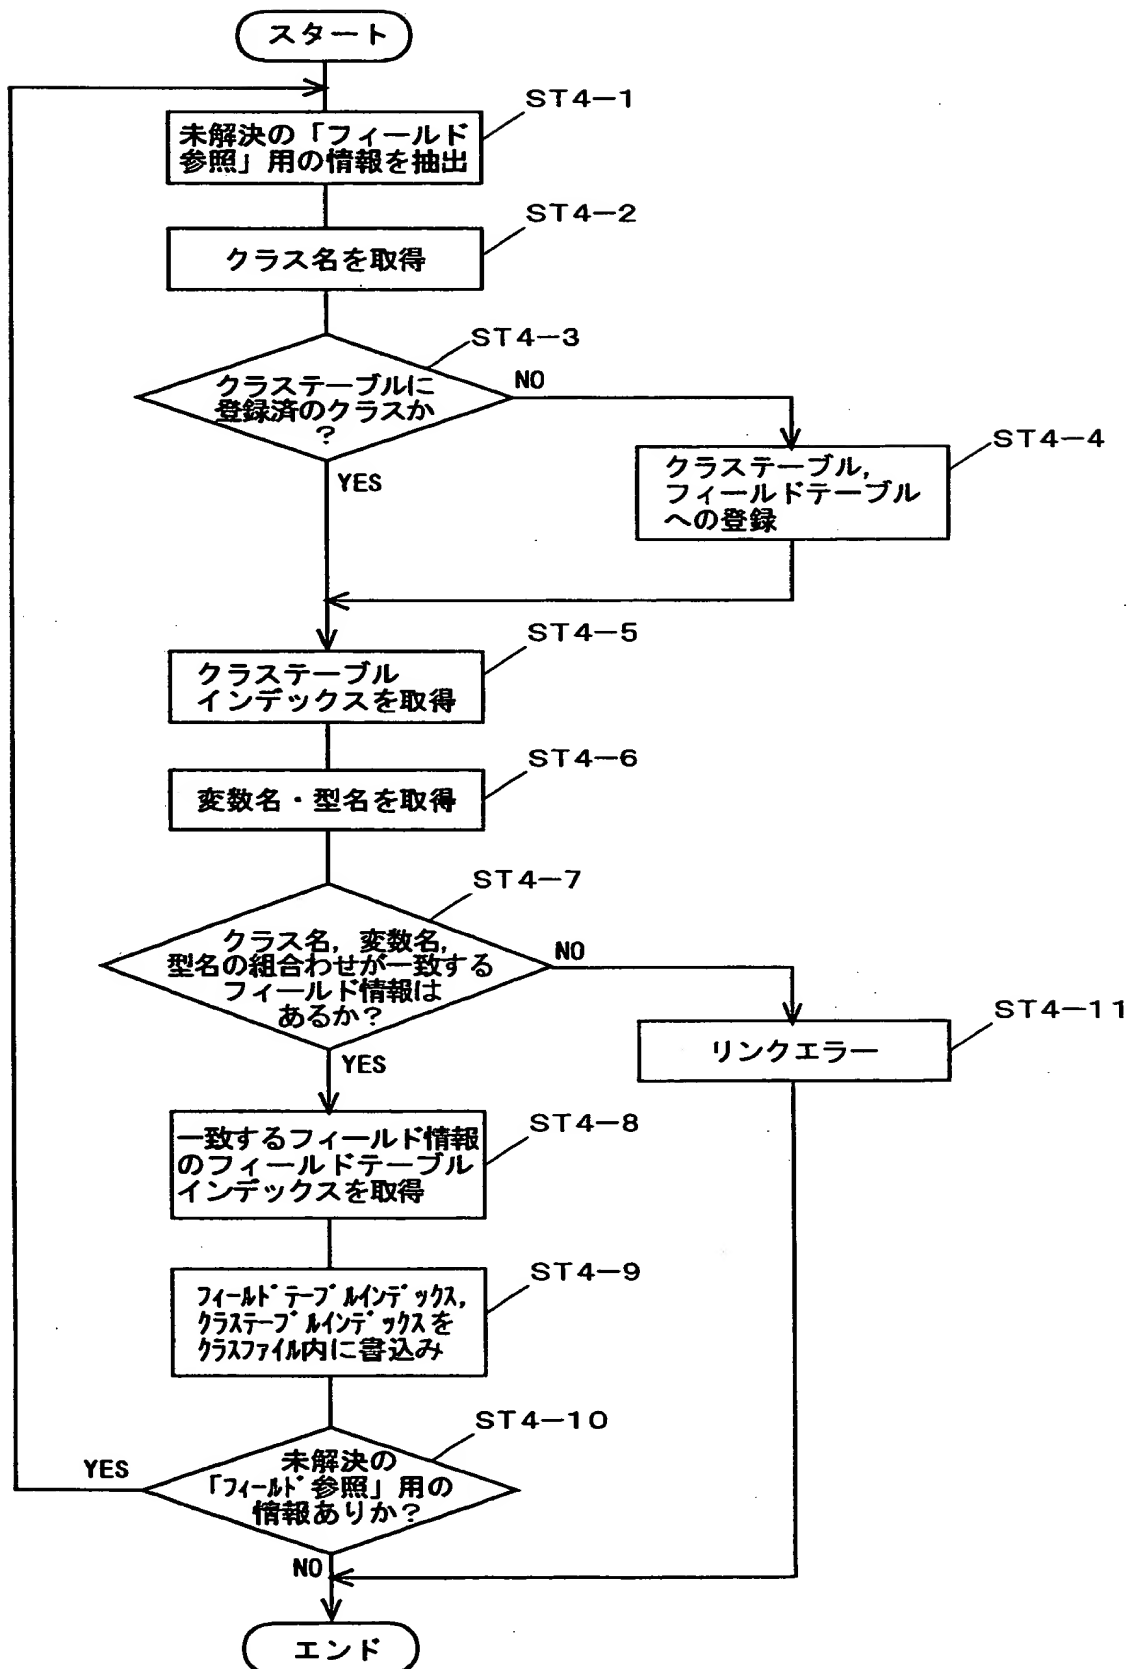 スタート
ST4-1
未解決の「フィールド
参照」用の情報を抽出
ST4-2
クラス名を取得
ST4-3
クラステーブルに
登録済のクラスか
?
NO
YES
ST4-4
クラステーブル,
フィールドテーブル
への登録
ST4-5
クラステーブル
インデックスを取得
ST4-6
変数名・型名を取得
ST4-7
クラス名, 変数名,
型名の組合わせが一致する
フィールド情報は
あるか?
NO
YES
ST4-11
リンクエラー
ST4-8
一致するフィールド情報
のフィールドテーブル
インデックスを取得
ST4-9
フィールドテーブルインデックス,
クラステーブルインデックスを
クラスファイル内に書込み
ST4-10
未解決の
「フィールド参照」用の
情報ありか?
YES
NO
エンド